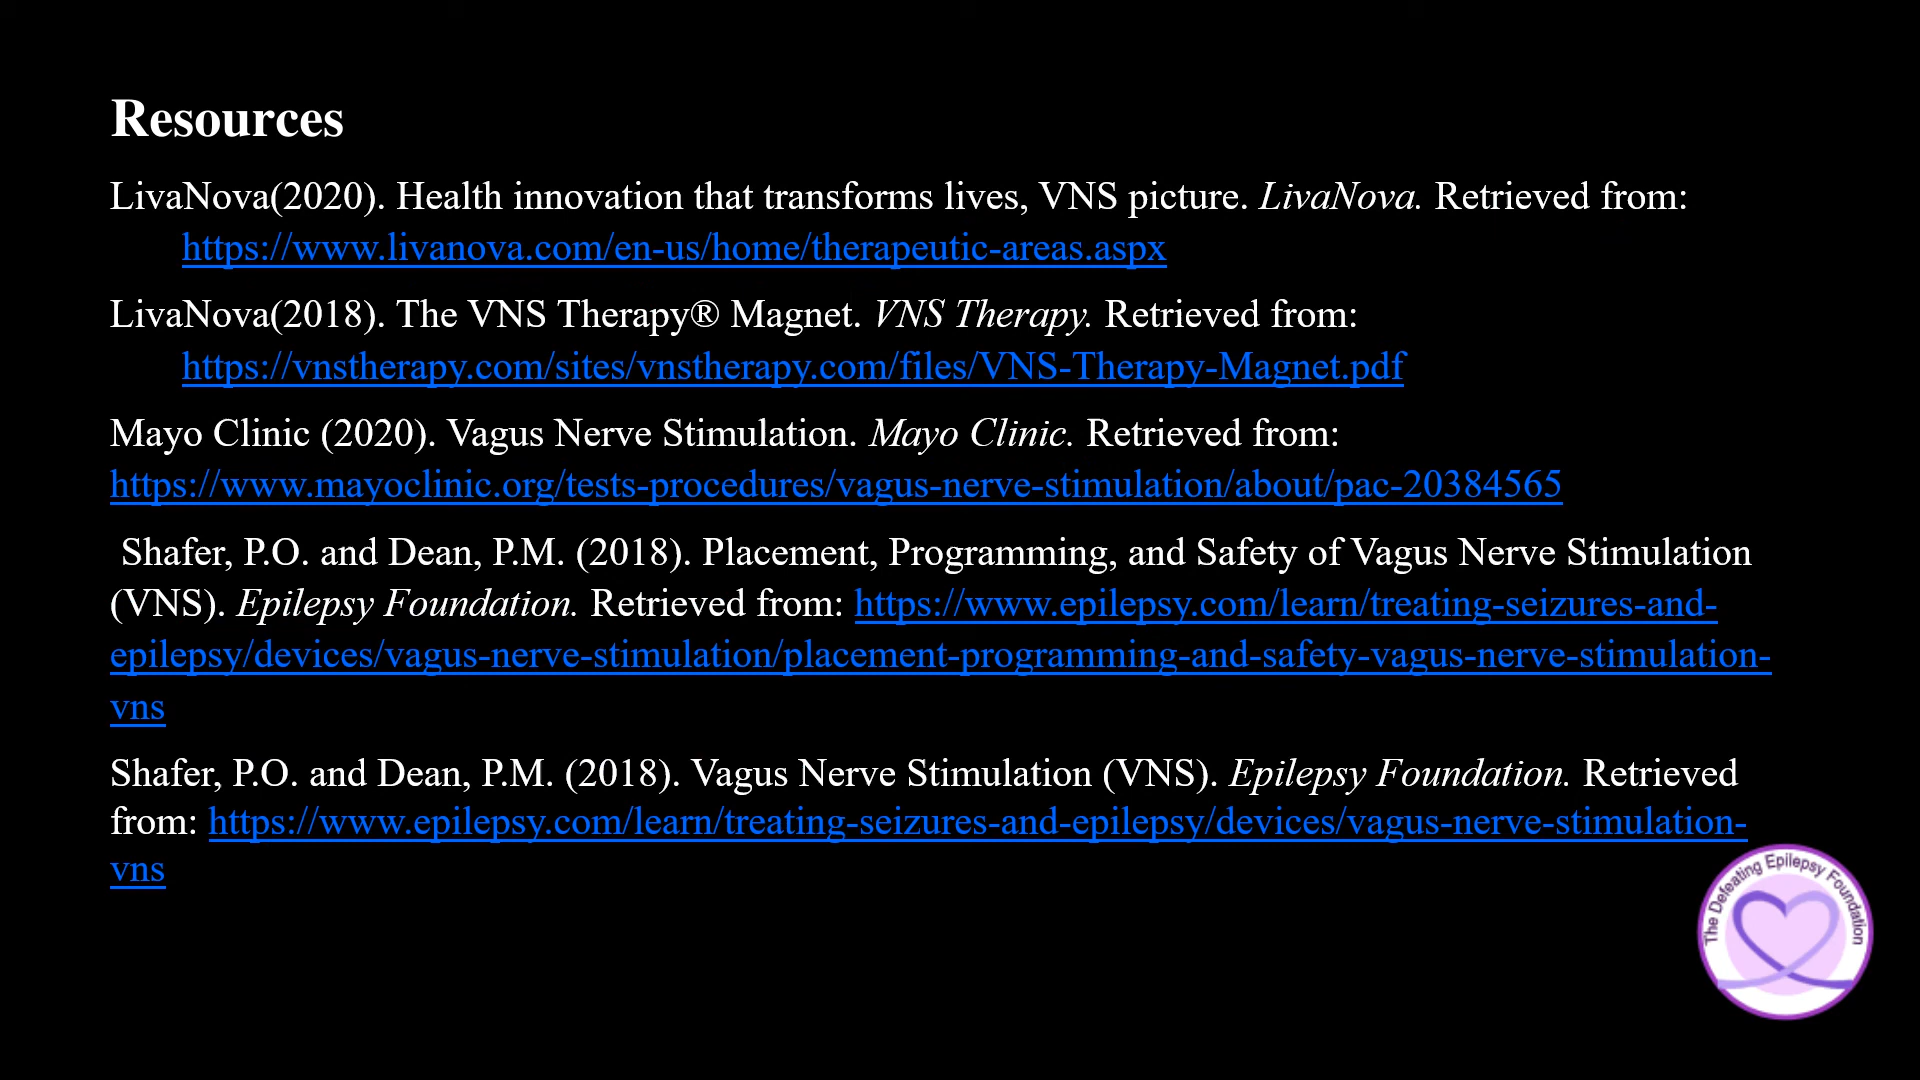 Resources
LivaNova(2020). Health innovation that transforms lives, VNS picture. LivaNova. Retrieved from:
https://www.livanova.com/en-us/home/therapeutic-areas.aspx
LivaNova(2018). The VNS Therapy® Magnet. VNS Therapy. Retrieved from:
https://vnstherapy.com/sites/vnstherapy.com/files/VNS-Therapy-Magnet.pdf
Mayo Clinic (2020). Vagus Nerve Stimulation. Mayo Clinic. Retrieved from:
https://www.mayoclinic.org/tests-procedures/vagus-nerve-stimulation/about/pac-20384565
Shafer, P.O. and Dean, P.M. (2018). Placement, Programming, and Safety of Vagus Nerve Stimulation
(VNS). Epilepsy Foundation. Retrieved from: https://www.epilepsy.com/learn/treating-seizures-and-
epilepsy/devices/vagus-nerve-stimulation/placement-programming-and-safety-vagus-nerve-stimulation-
vns
Shafer, P.O. and Dean, P.M. (2018). Vagus Nerve Stimulation (VNS). Epilepsy Foundation. Retrieved
from: https://www.epilepsy.com/learn/treating-seizures-and-epilepsy/devices/vagus-nerve-stimulation-
vns
The Defeating Epilepsy Foundation